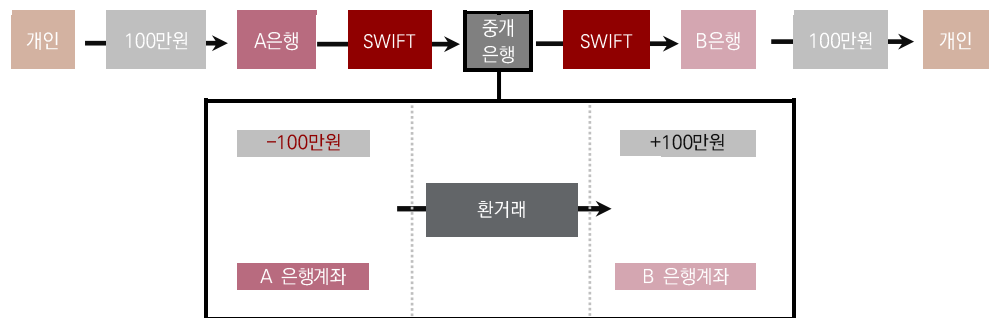 개인
100만원
A은행
SWIFT
중개
은행
SWIFT
B은행
100만원
개인
–100만원
+100만원
환거래
A 은행계좌
B 은행계좌